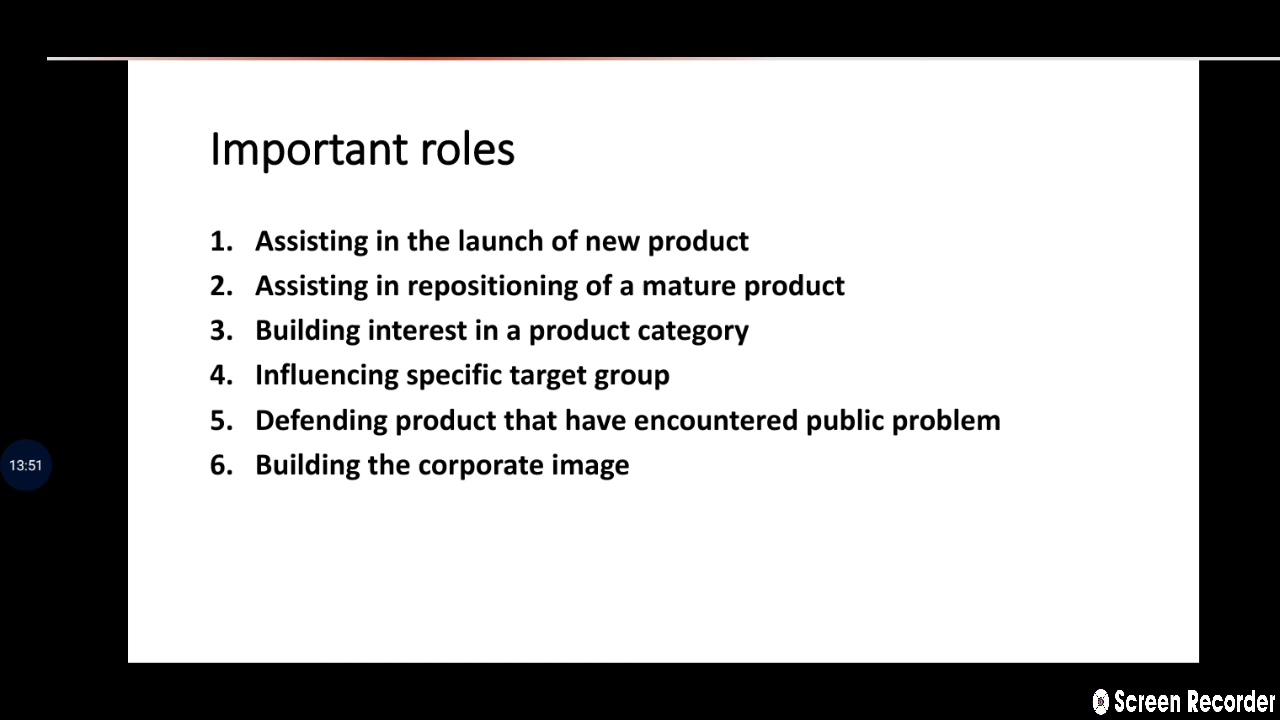 Important roles
1. Assisting in the launch of new product
2. Assisting in repositioning of a mature product
3. Building interest in a product category
4. Influencing specific target group
5. Defending product that have encountered public problem
6. Building the corporate image
13:51
Screen Recorder